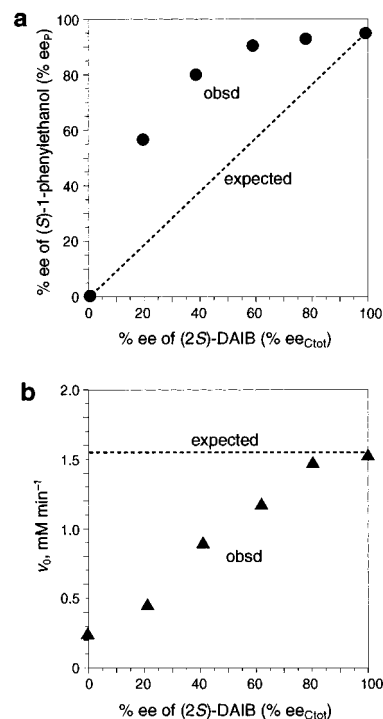 a
% ee of (S)-1-phenylethanol (% eeP)
100
80
60
40
20
0
obsd
expected
0 20 40 60 80 100
% ee of (2S)-DAIB (% eeCtot)
b
v0, mM min⁻¹
2.0
1.5
1.0
0.5
0
expected
obsd
0 20 40 60 80 100
% ee of (2S)-DAIB (% eeCtot)